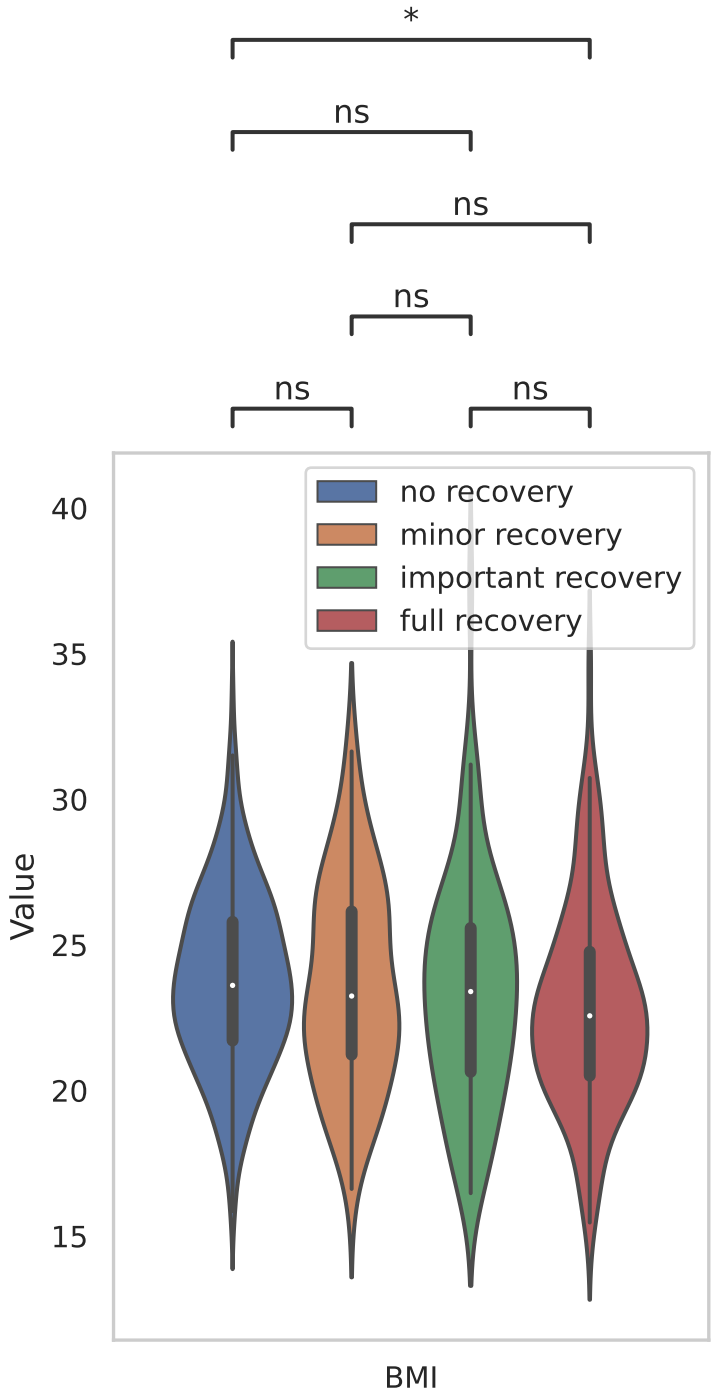 *
ns
ns
ns
ns ns
no recovery
minor recovery
important recovery
full recovery
40
35
30
25
20
15
Value
BMI